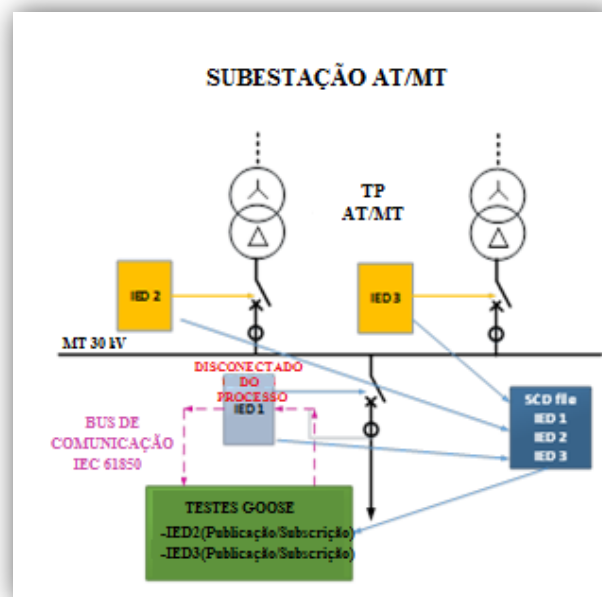 SUBESTAÇÃO AT/MT
TP
AT/MT
IED 2
IED 3
MT 30 kV
DISCONECTADO
DO
PROCESSO
IED 1
SCD file
IED 1
IED 2
IED 3
BUS DE
COMUNICAÇÃO
IEC 61850
TESTES GOOSE
-IED2(Publicação/Subscrição)
-IED3(Publicação/Subscrição)